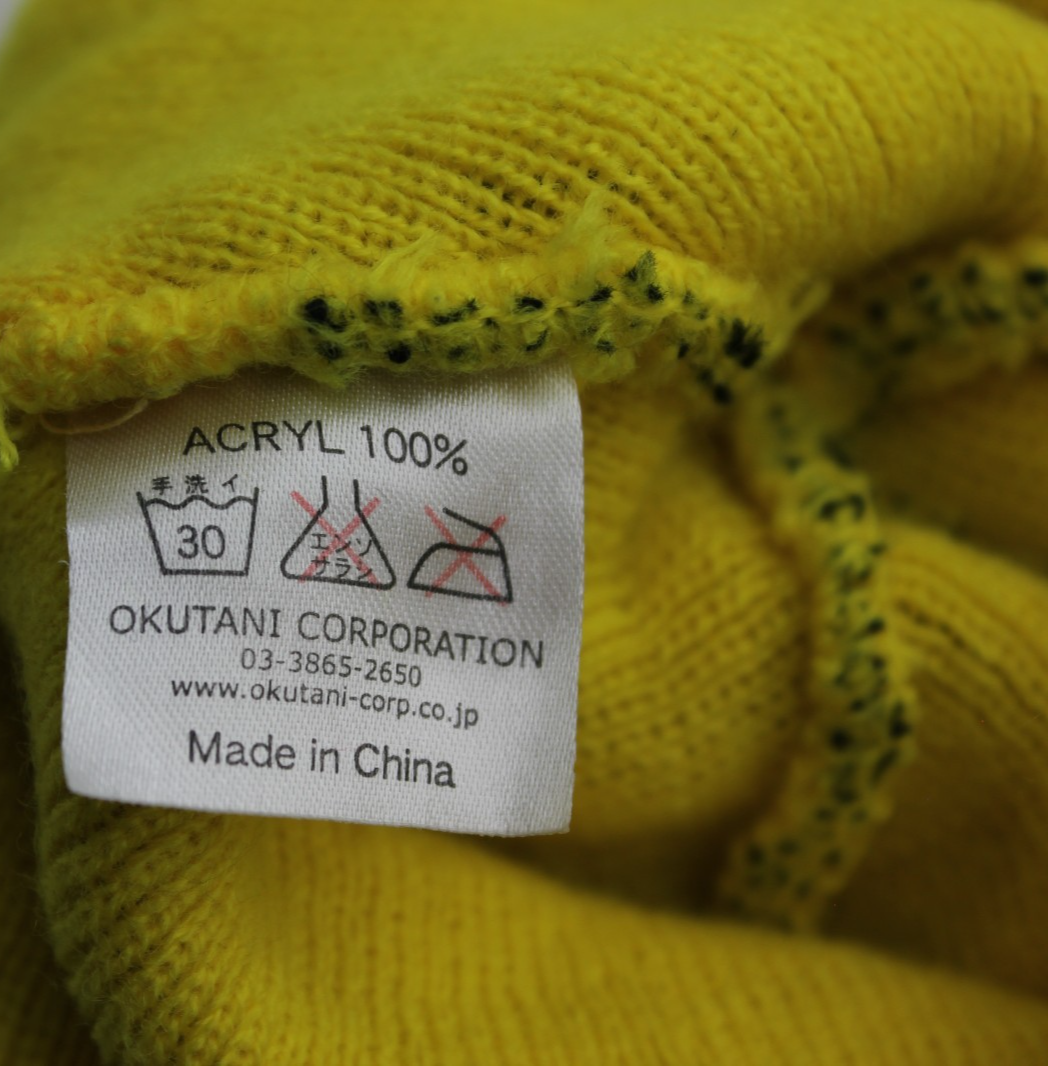 ACRYL 100%
手洗イ
30
エンソ
サラシ
OKUTANI CORPORATION
03-3865-2650
www.okutani-corp.co.jp
Made in China